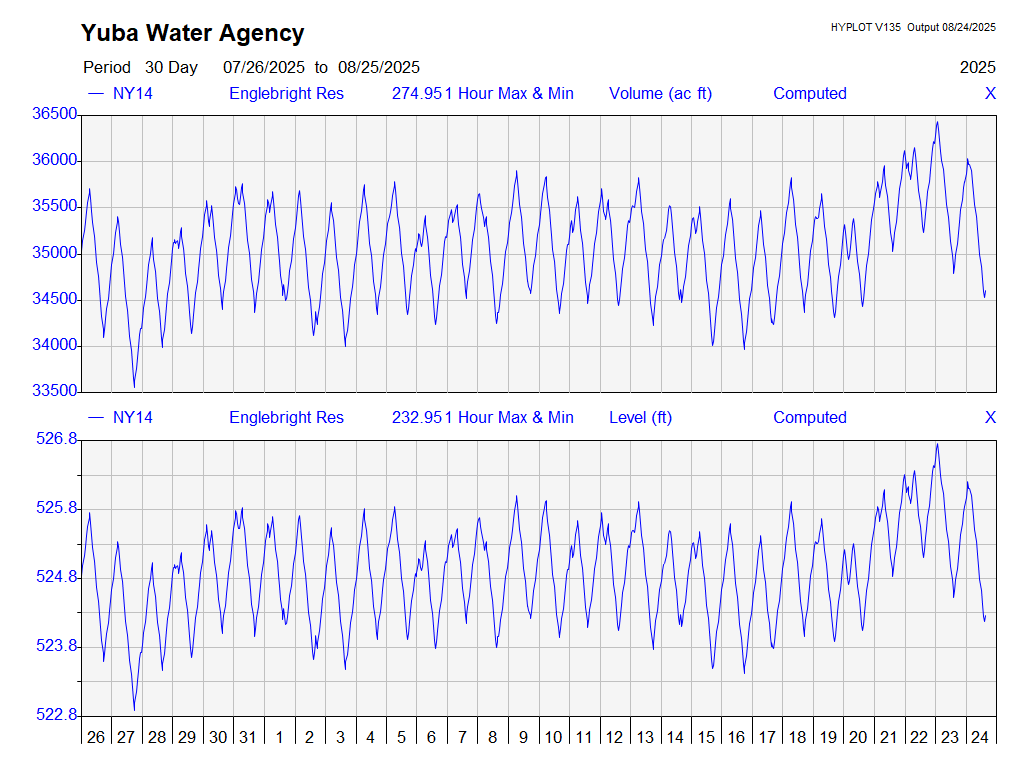 Yuba Water Agency
HYPLOT V135 Output 08/24/2025
Period 30 Day 07/26/2025 to 08/25/2025 2025
— NY14 Englebright Res 274.951 Hour Max & Min Volume (ac ft) Computed X
36500
36000
35500
35000
34500
34000
33500
— NY14 Englebright Res 232.951 Hour Max & Min Level (ft) Computed X
526.8
525.8
524.8
523.8
522.8
26 27 28 29 30 31 1 2 3 4 5 6 7 8 9 10 11 12 13 14 15 16 17 18 19 20 21 22 23 24